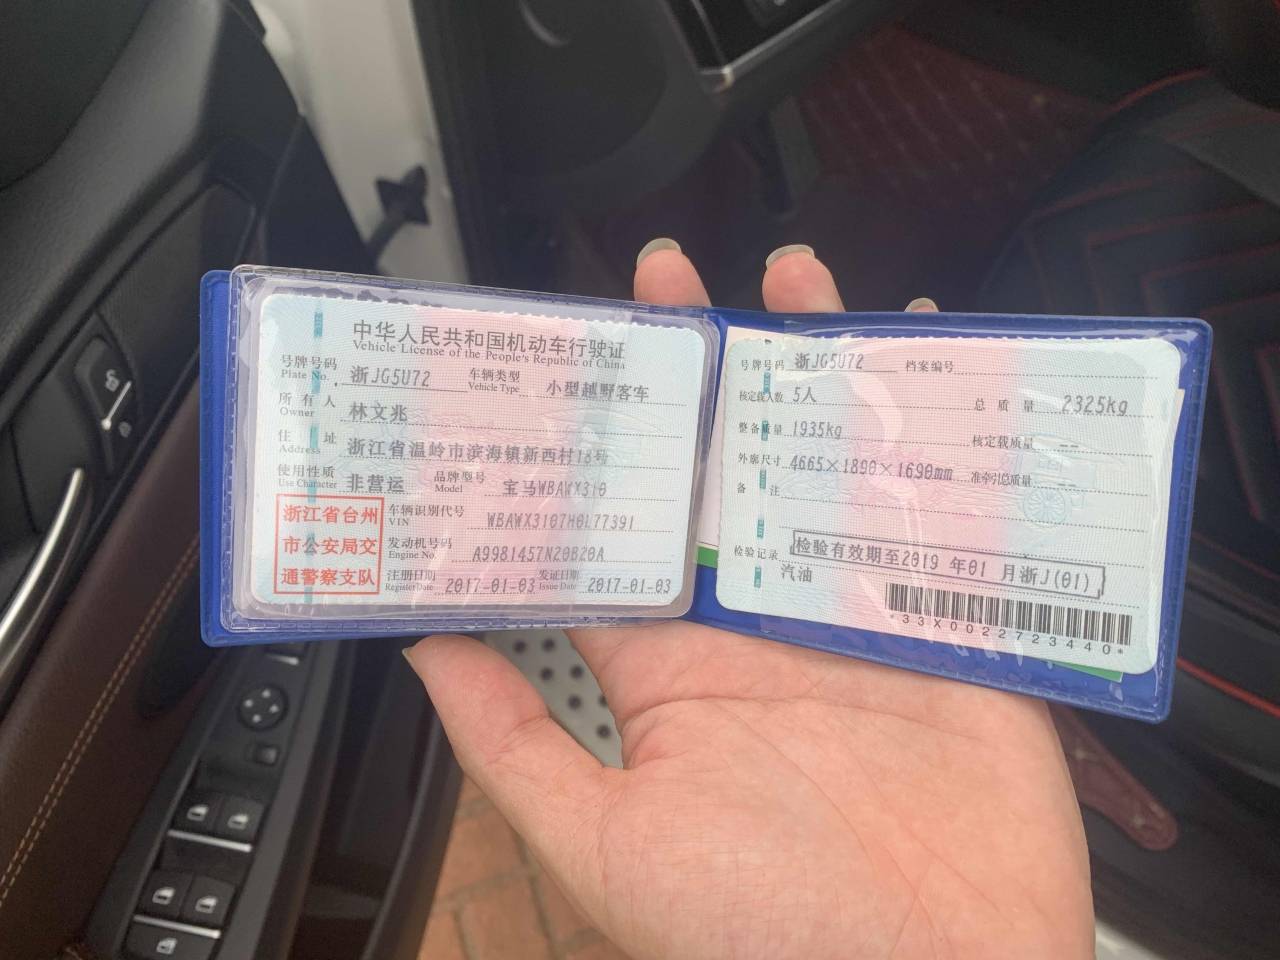 中华人民共和国机动车行驶证
Vehicle License of the People's Republic of China
号牌号码 浙JG5U72 车辆类型 小型越野客车
Plate No. Vehicle Type
所有人 林文兆
Owner
住址 浙江省温岭市滨海镇新西村18号
Address
使用性质 非营运 品牌型号 宝马WBAWX310
Use Character Model
浙江省台州
市公安局交
通警察支队
车辆识别代号 WBAWX3107H0L77391
VIN
发动机号码 A9981457N20B20A
Engine No.
注册日期 2017-01-03 发证日期 2017-01-03
Register Date Issue Date
号牌号码 浙JG5U72 档案编号
核定载人数 5人 总质量 2325kg
整备质量 1935kg 核定载质量 --
外廓尺寸 4665×1890×1690mm 准牵引总质量 --
备注
检验记录 检验有效期至2019年01月浙J(01)
汽油
*33X0022723440*